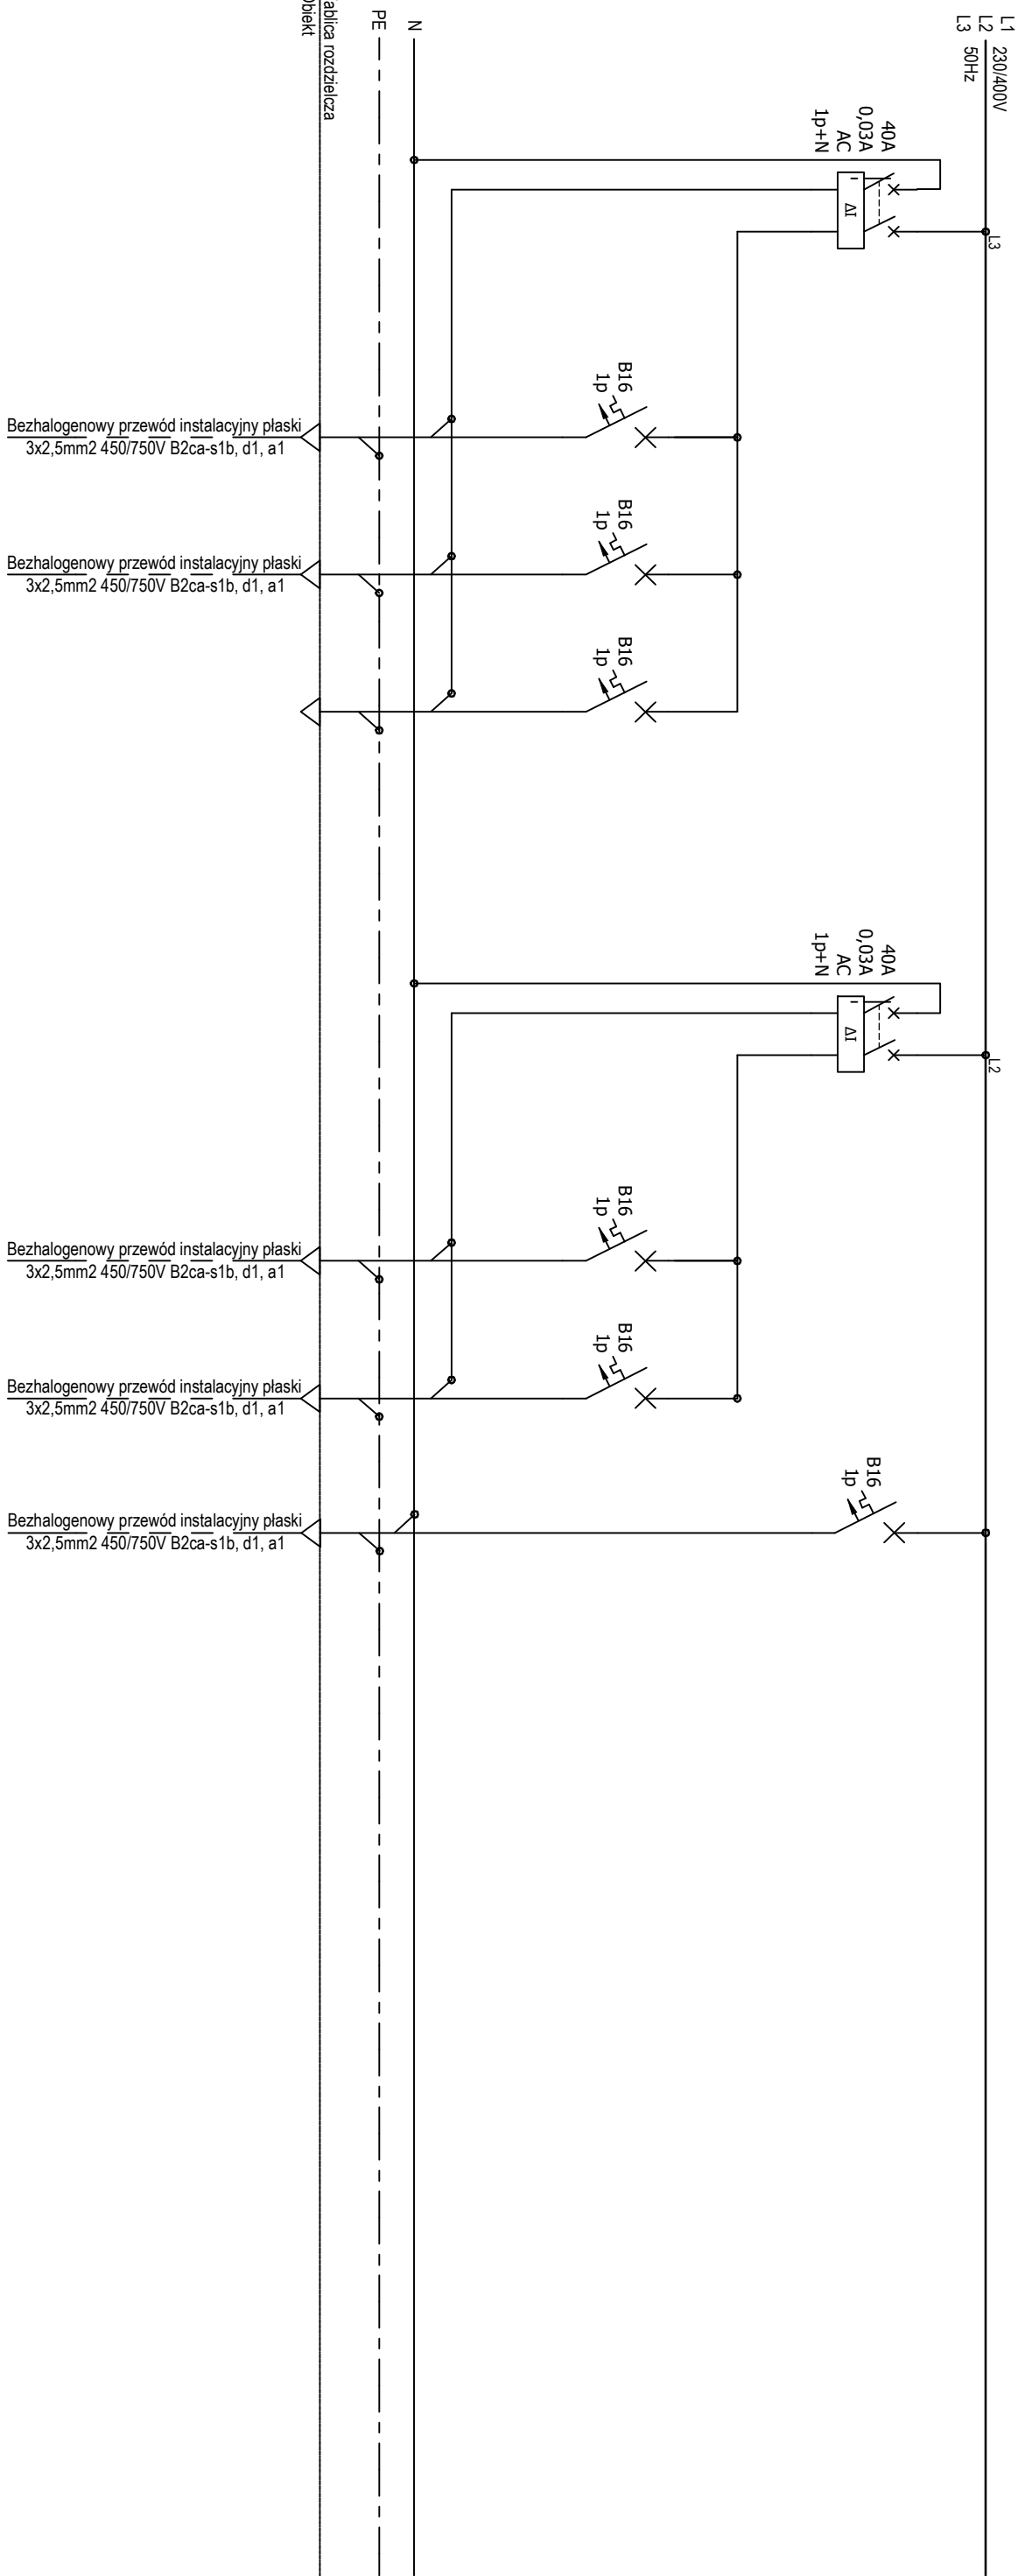 L1
L2
L3
230/400V
50Hz
L3
40A
0,03A
AC
1p+N
ΔI
B16
1p
B16
1p
B16
1p
L2
40A
0,03A
AC
1p+N
ΔI
B16
1p
B16
1p
B16
1p
N
PE
ablica rozdzielcza
biekt
Bezhalogenowy przewód instalacyjny płaski
3x2,5mm2 450/750V B2ca-s1b, d1, a1
Bezhalogenowy przewód instalacyjny płaski
3x2,5mm2 450/750V B2ca-s1b, d1, a1
Bezhalogenowy przewód instalacyjny płaski
3x2,5mm2 450/750V B2ca-s1b, d1, a1
Bezhalogenowy przewód instalacyjny płaski
3x2,5mm2 450/750V B2ca-s1b, d1, a1
Bezhalogenowy przewód instalacyjny płaski
3x2,5mm2 450/750V B2ca-s1b, d1, a1